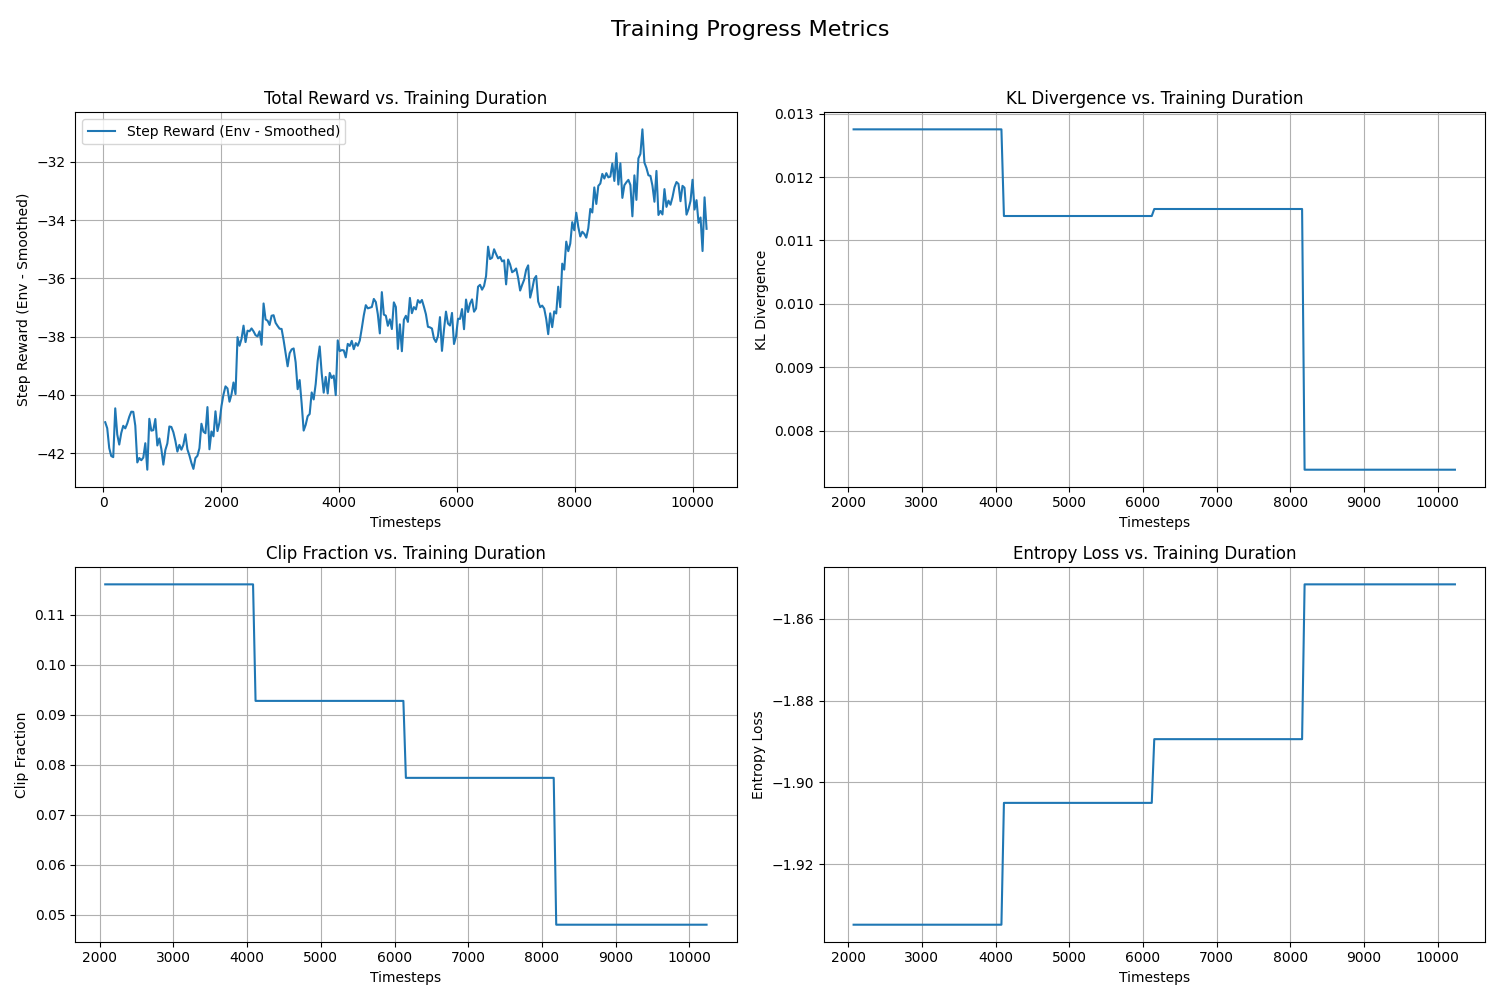 Training Progress Metrics
Total Reward vs. Training Duration
Step Reward (Env - Smoothed)
Step Reward (Env - Smoothed)
−32
−34
−36
−38
−40
−42
0 2000 4000 6000 8000 10000
Timesteps
KL Divergence vs. Training Duration
KL Divergence
0.013
0.012
0.011
0.010
0.009
0.008
2000 3000 4000 5000 6000 7000 8000 9000 10000
Timesteps
Clip Fraction vs. Training Duration
Clip Fraction
0.11
0.10
0.09
0.08
0.07
0.06
0.05
2000 3000 4000 5000 6000 7000 8000 9000 10000
Timesteps
Entropy Loss vs. Training Duration
Entropy Loss
−1.86
−1.88
−1.90
−1.92
2000 3000 4000 5000 6000 7000 8000 9000 10000
Timesteps